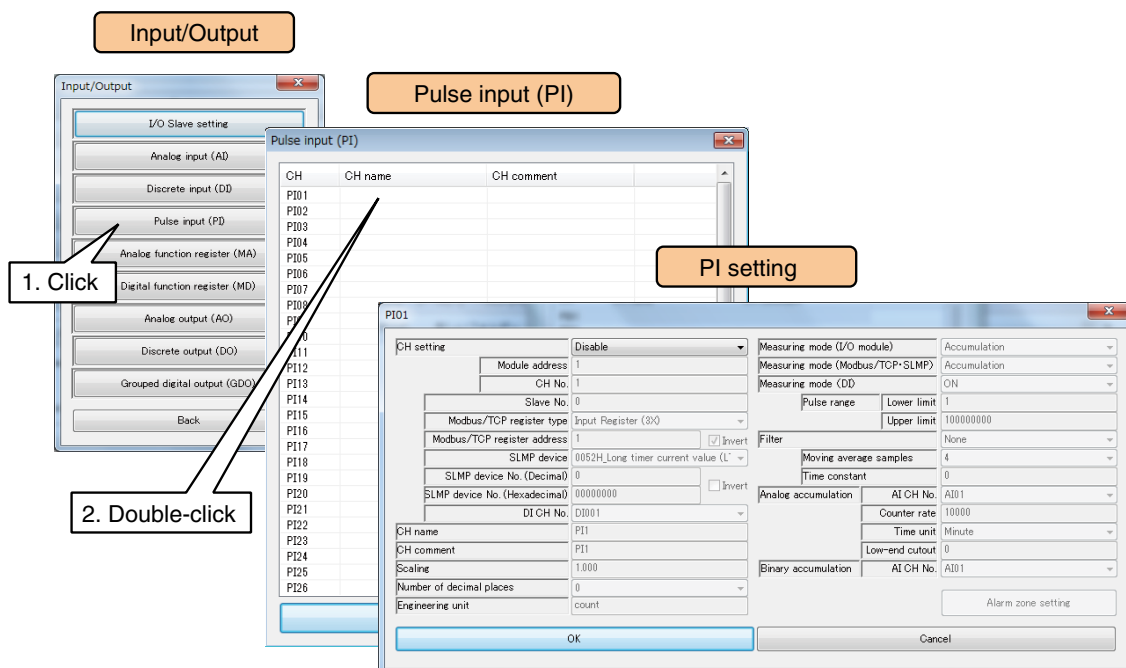 Input/Output
Input/Output
I/O Slave setting
Analog input (AI)
Discrete input (DI)
Pulse input (PI)
Analog function register (MA)
Digital function register (MD)
Analog output (AO)
Discrete output (DO)
Grouped digital output (GDO)
Back
1. Click
Pulse input (PI)
Pulse input (PI)
CH CH name CH comment
PI01
PI02
PI03
PI04
PI05
PI06
PI07
PI08
PI11
PI12
PI13
PI14
PI15
PI16
PI17
PI18
PI19
PI20
PI21
PI22
PI23
PI24
PI25
PI26
2. Double-click
PI setting
PI01
CH setting Disable
Module address 1
CH No. 1
Slave No. 0
Modbus/TCP register type Input Register (3X)
Modbus/TCP register address 1 Invert
SLMP device 0052H_Long timer current value (L
SLMP device No. (Decimal) 0
Invert
SLMP device No. (Hexadecimal) 00000000
DI CH No. DI001
CH name PI1
CH comment PI1
Scaling 1.000
Number of decimal places 0
Engineering unit count
Measuring mode (I/O module) Accumulation
Measuring mode (Modbus/TCP・SLMP) Accumulation
Measuring mode (DI) ON
Pulse range Lower limit 1
Upper limit 100000000
Filter None
Moving average samples 4
Time constant 0
Analog accumulation AI CH No. AI01
Counter rate 10000
Time unit Minute
Low-end cutout 0
Binary accumulation AI CH No. AI01
Alarm zone setting
OK Cancel